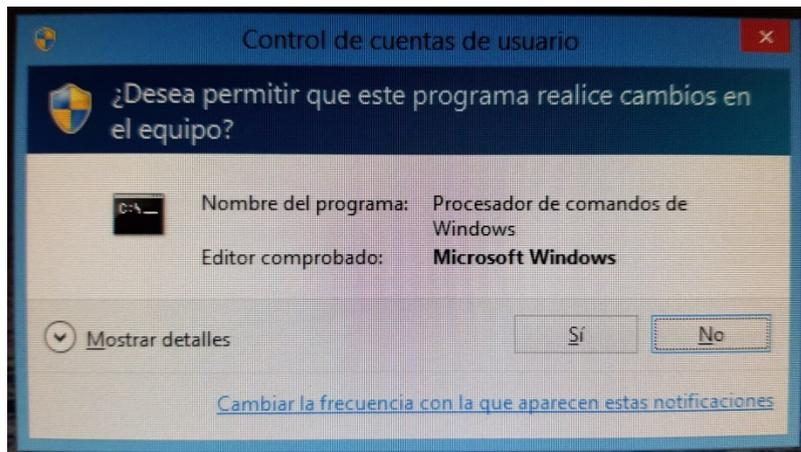 Control de cuentas de usuario
¿Desea permitir que este programa realice cambios en
el equipo?
C:\
Nombre del programa: Procesador de comandos de
Windows
Editor comprobado: Microsoft Windows
Mostrar detalles
Sí
No
Cambiar la frecuencia con la que aparecen estas notificaciones